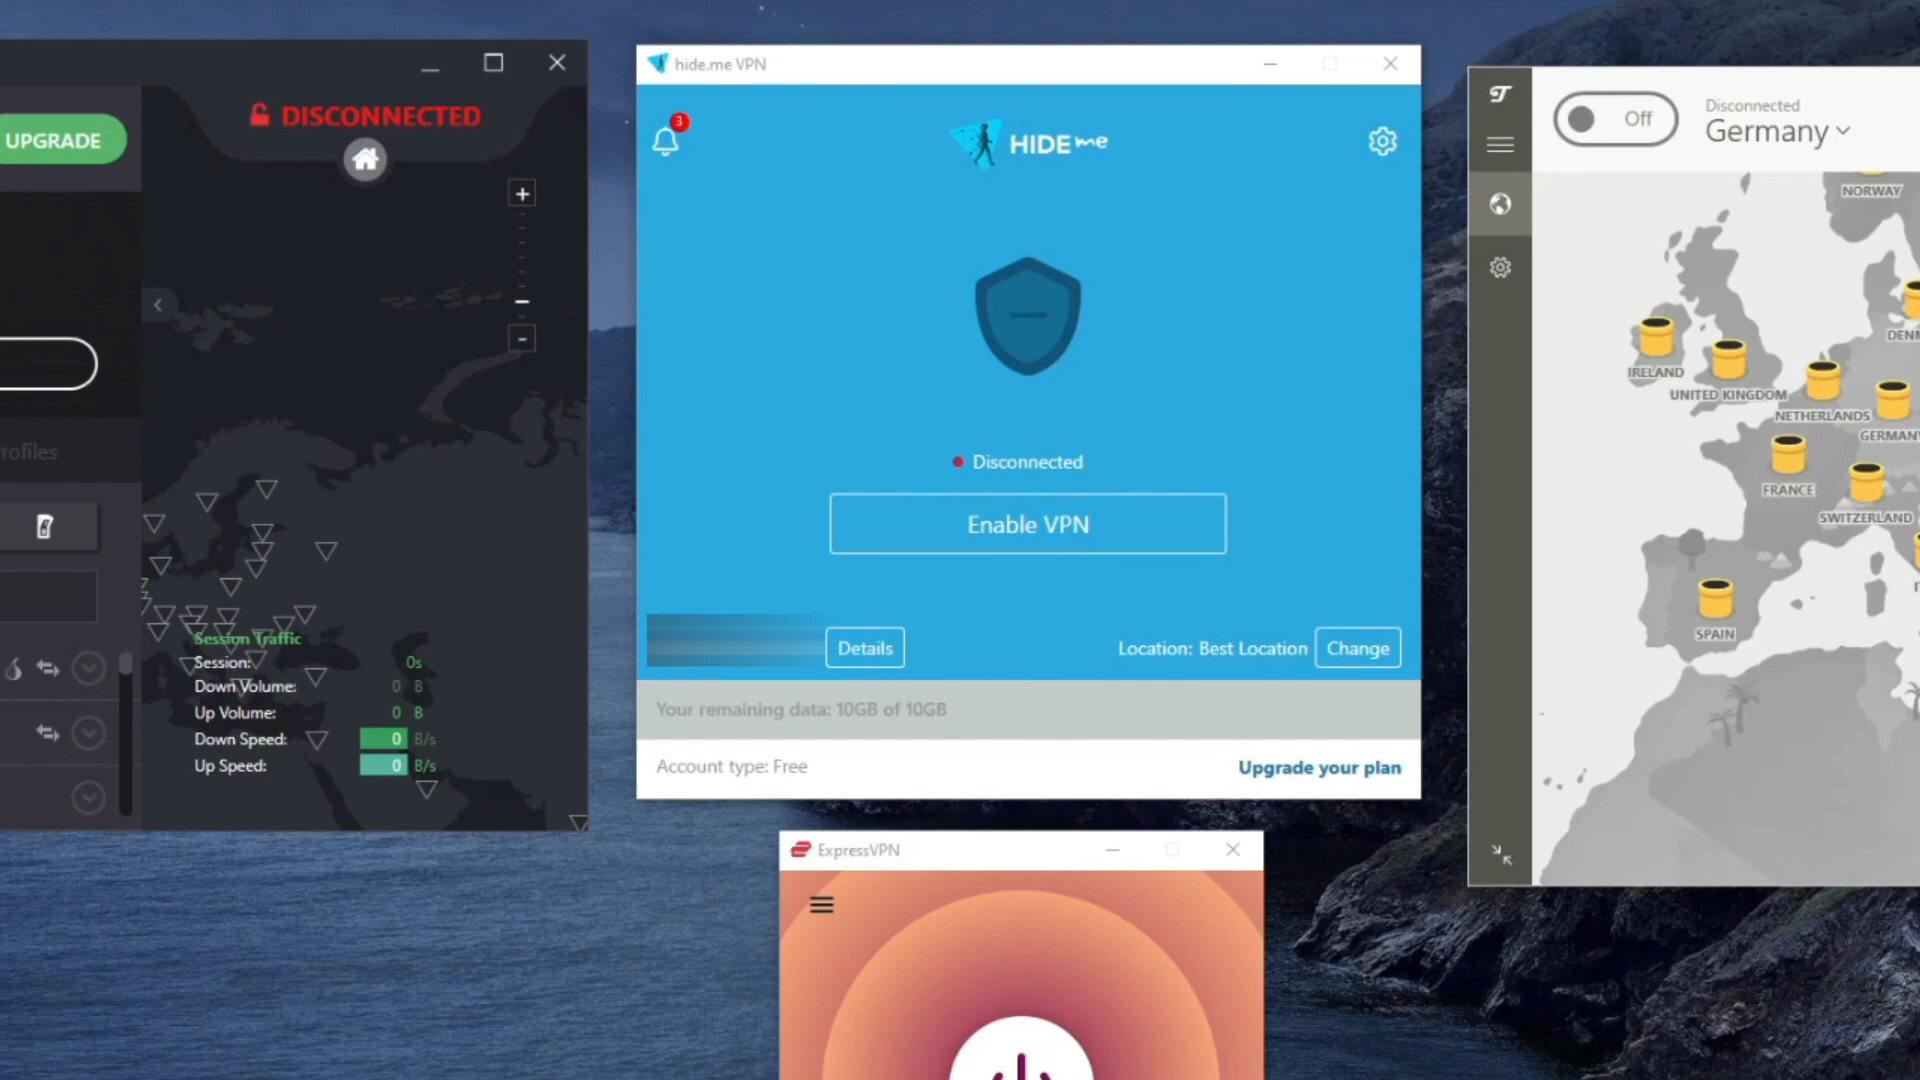 UPGRADE
DISCONNECTED
+
-
rofiles
Session Traffic
Session: 0s
Down Volume: 0 B
Up Volume: 0 B
Down Speed: 0 B/s
Up Speed: 0 B/s
hide.me VPN
3
HIDE me
Disconnected
Enable VPN
Details
Location: Best Location
Change
Your remaining data: 10GB of 10GB
Account type: Free
Upgrade your plan
ExpressVPN
Off
Disconnected
Germany
NORWAY
DENM
IRELAND
UNITED KINGDOM
NETHERLANDS
GERMANY
FRANCE
SWITZERLAND
SPAIN